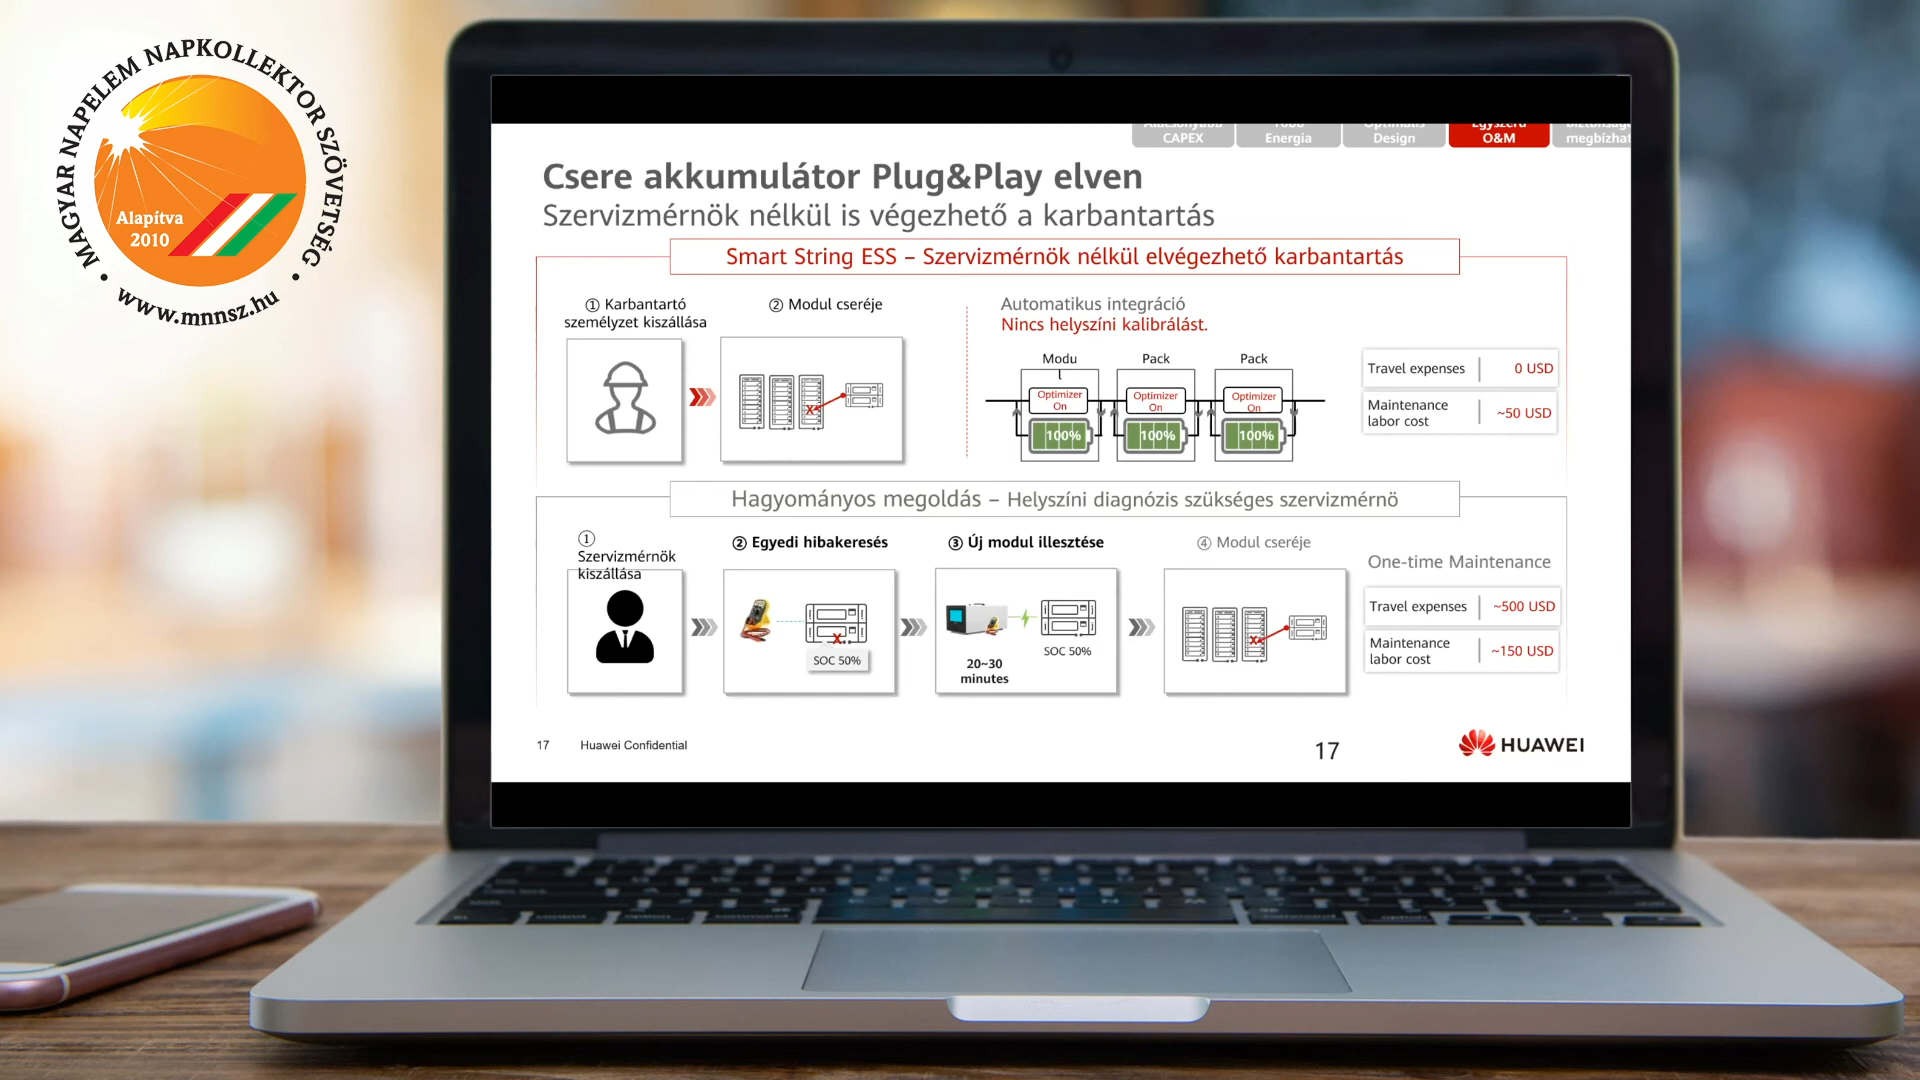 MAGYAR NAPELEM NAPKOLLEKTOR SZÖVETSÉG
Alapítva
2010
www.mnnsz.hu
Alacsonyabb
CAPEX
Több
Energia
Optimális
Design
Egyszerű
O&M
Csere akkumulátor Plug&Play elven
Szervizmérnök nélkül is végezhető a karbantartás
Smart String ESS – Szervizmérnök nélkül elvégezhető karbantartás
① Karbantartó
személyzet kiszállása
② Modul cseréje
Automatikus integráció
Nincs helyszíni kalibrálást.
Modu
l
Pack
Pack
Optimizer
On
Optimizer
On
Optimizer
On
100%
100%
100%
Travel expenses
0 USD
Maintenance
labor cost
~50 USD
Hagyományos megoldás – Helyszíni diagnózis szükséges szervizmérnö
①
Szervizmérnök
kiszállása
② Egyedi hibakeresés
③ Új modul illesztése
④ Modul cseréje
X
SOC 50%
20~30
minutes
SOC 50%
One-time Maintenance
Travel expenses
~500 USD
Maintenance
labor cost
~150 USD
17
Huawei Confidential
17
HUAWEI